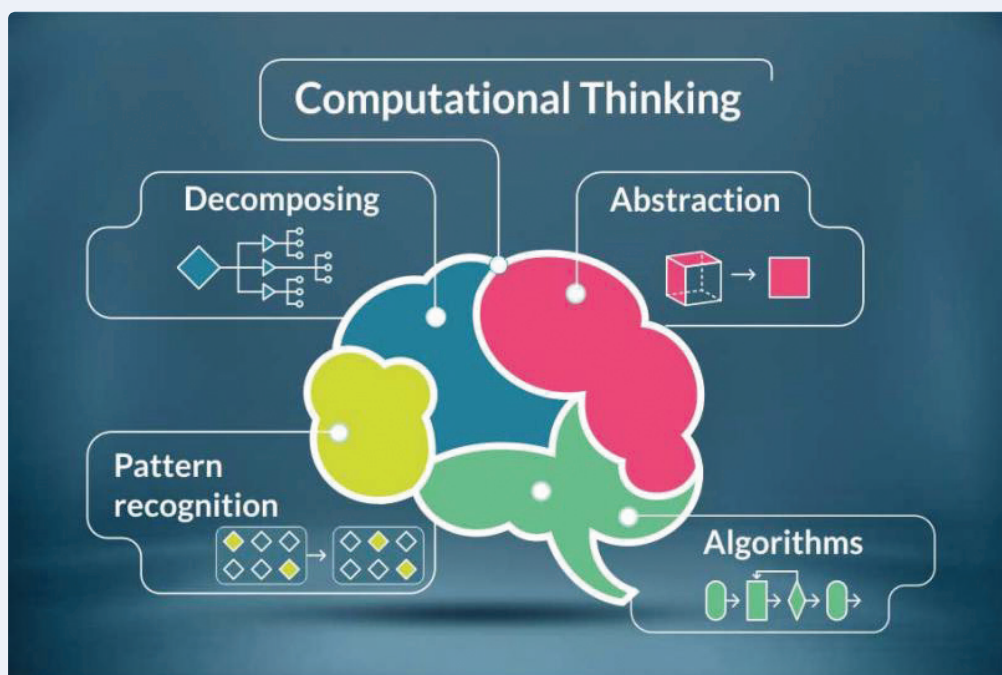 Computational Thinking
Decomposing
Abstraction
Pattern
recognition
Algorithms